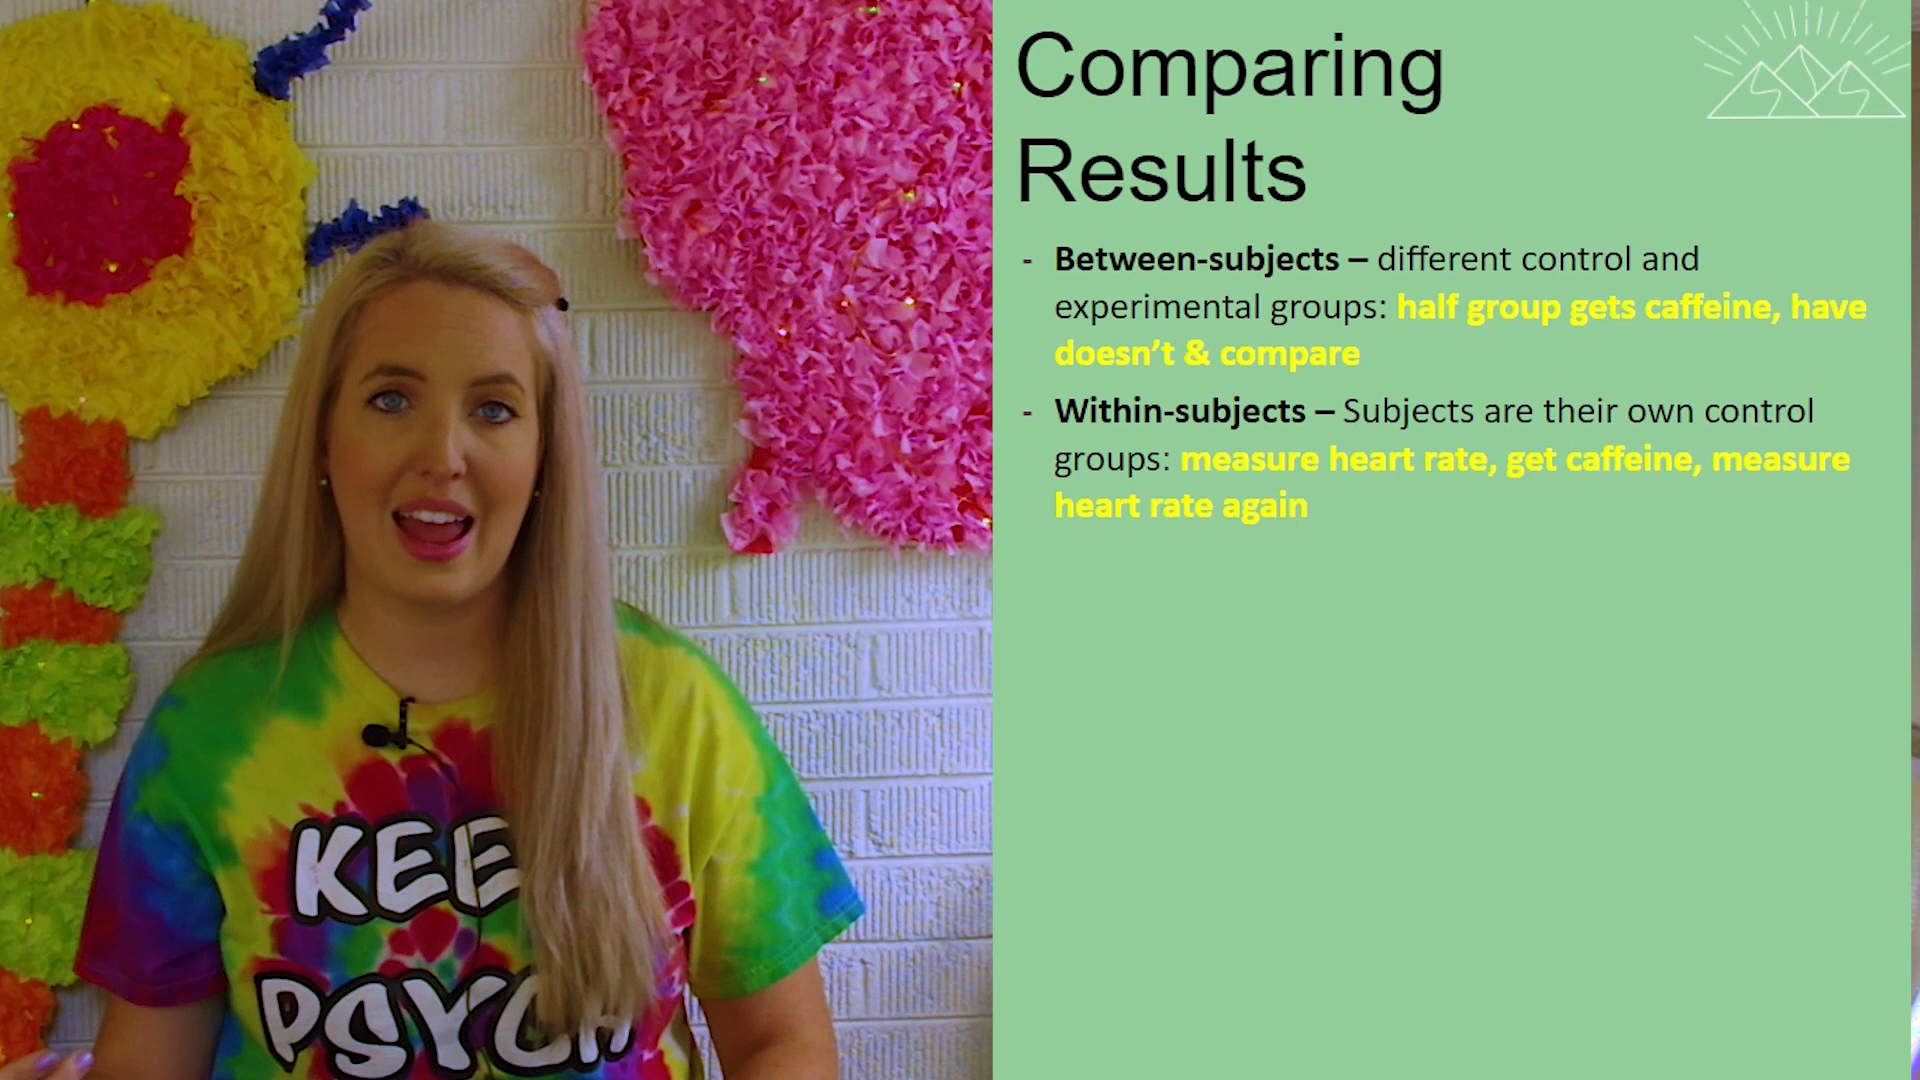 Comparing
Results
- Between-subjects – different control and
experimental groups: half group gets caffeine, have
doesn't & compare
- Within-subjects – Subjects are their own control
groups: measure heart rate, get caffeine, measure
heart rate again
KEE
PSYCH